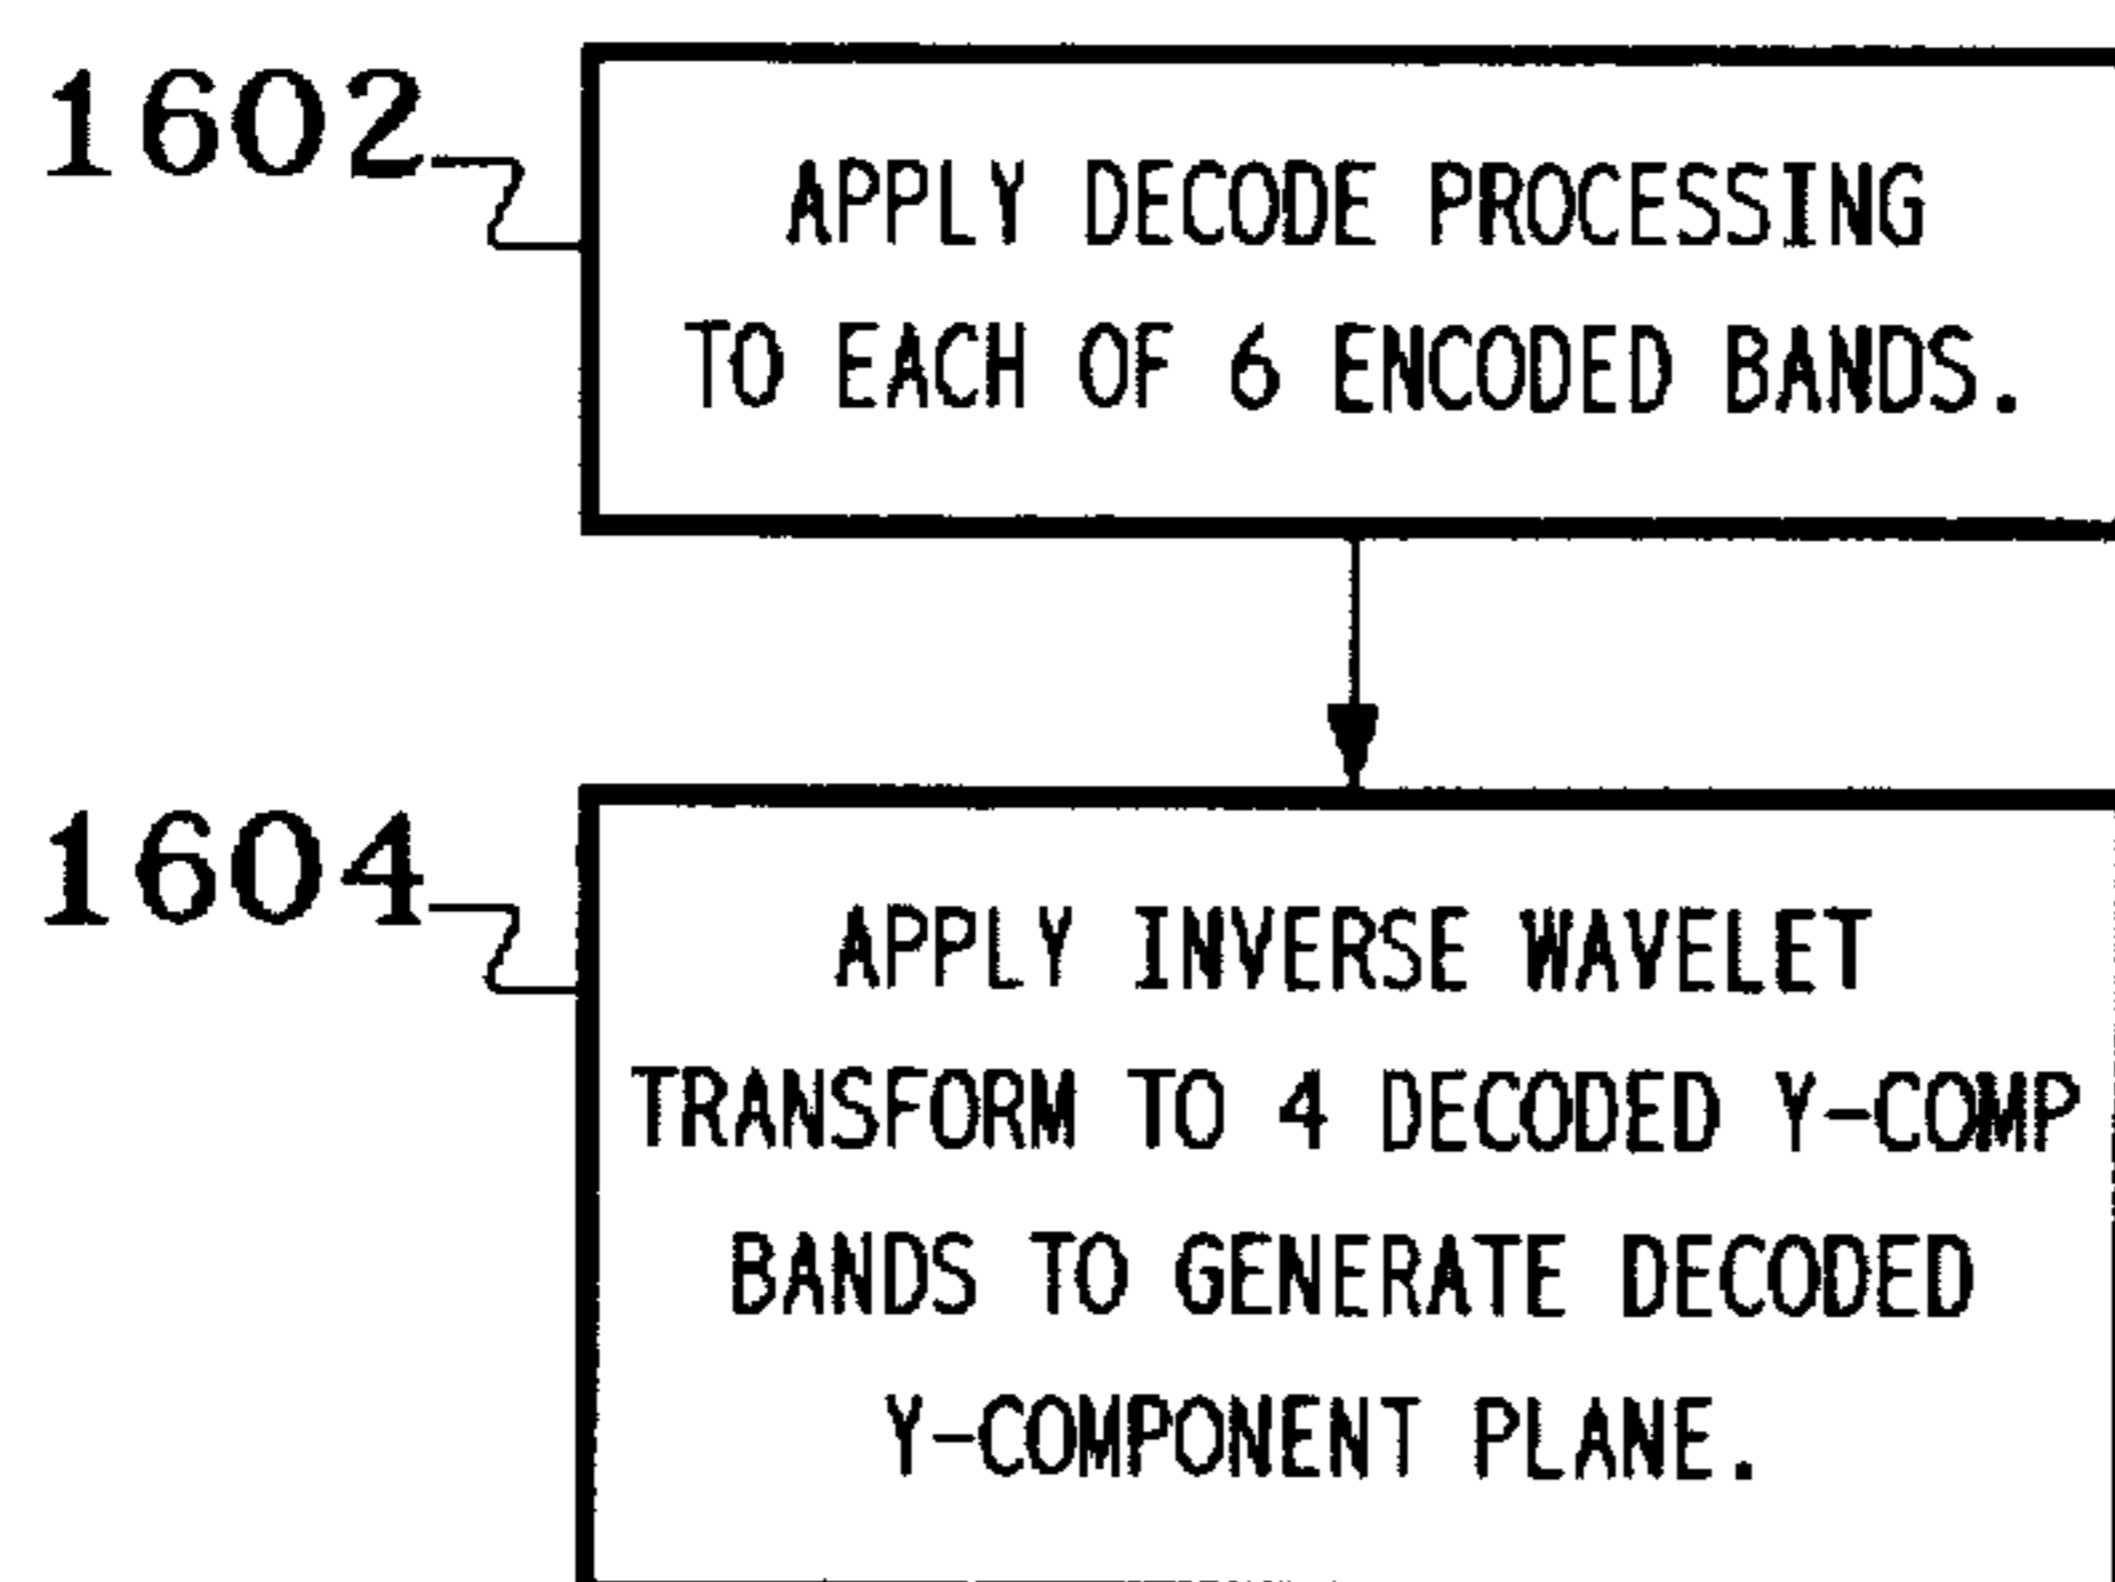 1602
APPLY DECODE PROCESSING
TO EACH OF 6 ENCODED BANDS.
1604
APPLY INVERSE WAVELET
TRANSFORM TO 4 DECODED Y-COMP
BANDS TO GENERATE DECODED
Y-COMPONENT PLANE.